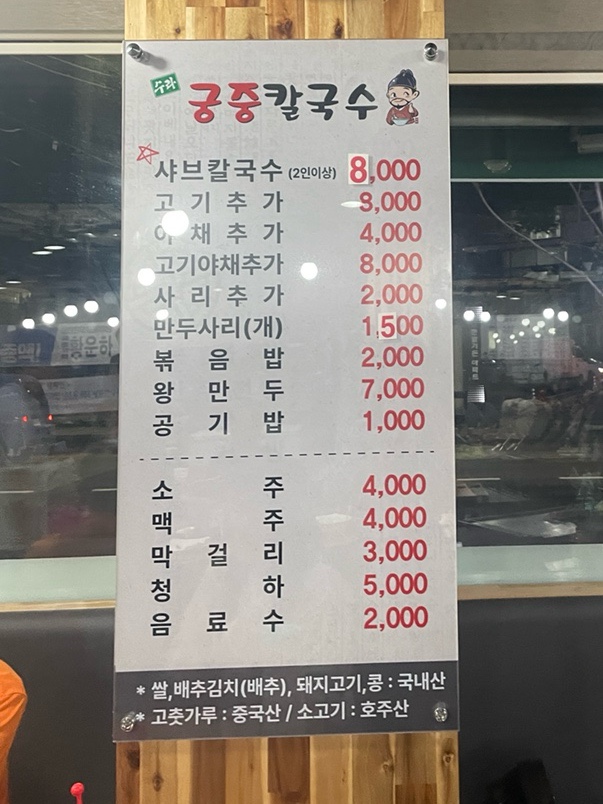 수라
궁중칼국수
샤브칼국수 (2인이상) 8,000
고기추가 8,000
야채추가 4,000
고기야채추가 8,000
사리추가 2,000
만두사리(개) 1,500
볶음밥 2,000
왕만두 7,000
공기밥 1,000
소주 4,000
맥주 4,000
막걸리 3,000
청하 5,000
음료수 2,000
* 쌀,배추김치(배추), 돼지고기,콩 : 국내산
* 고춧가루 : 중국산 / 소고기 : 호주산
황운하